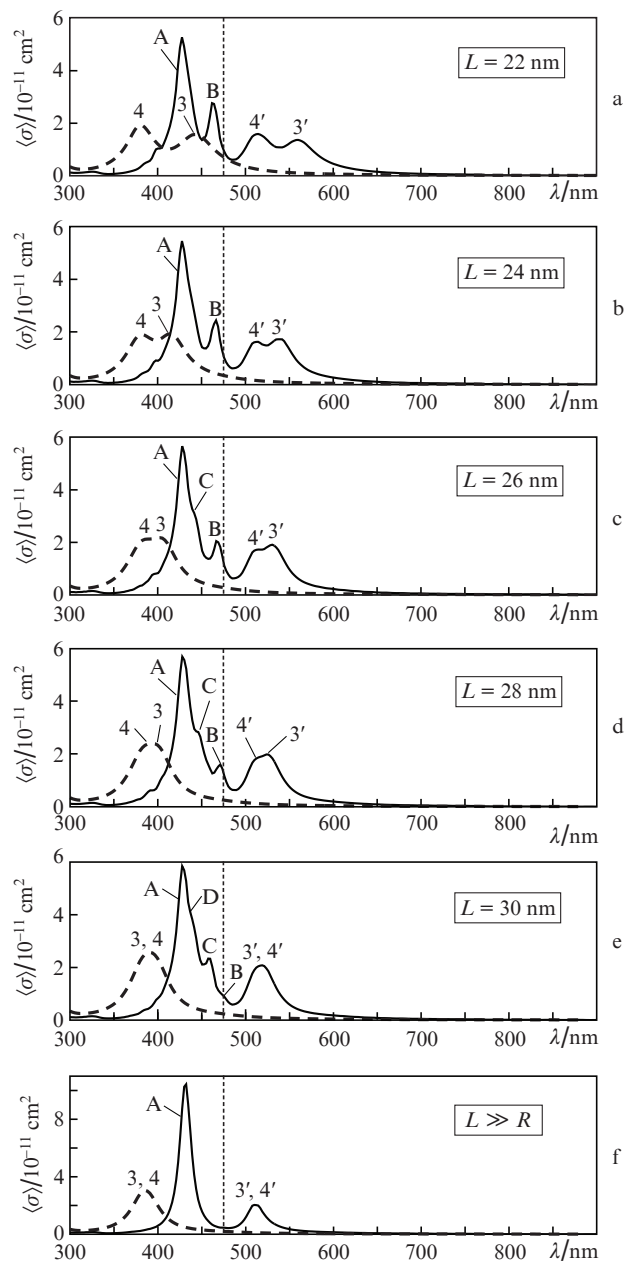 6
A
L = 22 nm
4
B
4
3
4′
3′
2
⟨σ⟩/10⁻¹¹ cm²
0
300 400 500 600 700 800 λ/nm
a
6
A
L = 24 nm
4
3
B
4
4′
3′
2
⟨σ⟩/10⁻¹¹ cm²
0
300 400 500 600 700 800 λ/nm
b
6
A
C
L = 26 nm
4
B
4 3
4′ 3′
2
⟨σ⟩/10⁻¹¹ cm²
0
300 400 500 600 700 800 λ/nm
c
6
A
C
L = 28 nm
4
3
4
B
4′
3′
2
⟨σ⟩/10⁻¹¹ cm²
0
300 400 500 600 700 800 λ/nm
d
6
A
D
L = 30 nm
4
3, 4
C
B
3′, 4′
2
⟨σ⟩/10⁻¹¹ cm²
0
300 400 500 600 700 800 λ/nm
e
A
L ≫ R
8
3, 4
3′, 4′
4
⟨σ⟩/10⁻¹¹ cm²
0
300 400 500 600 700 800 λ/nm
f